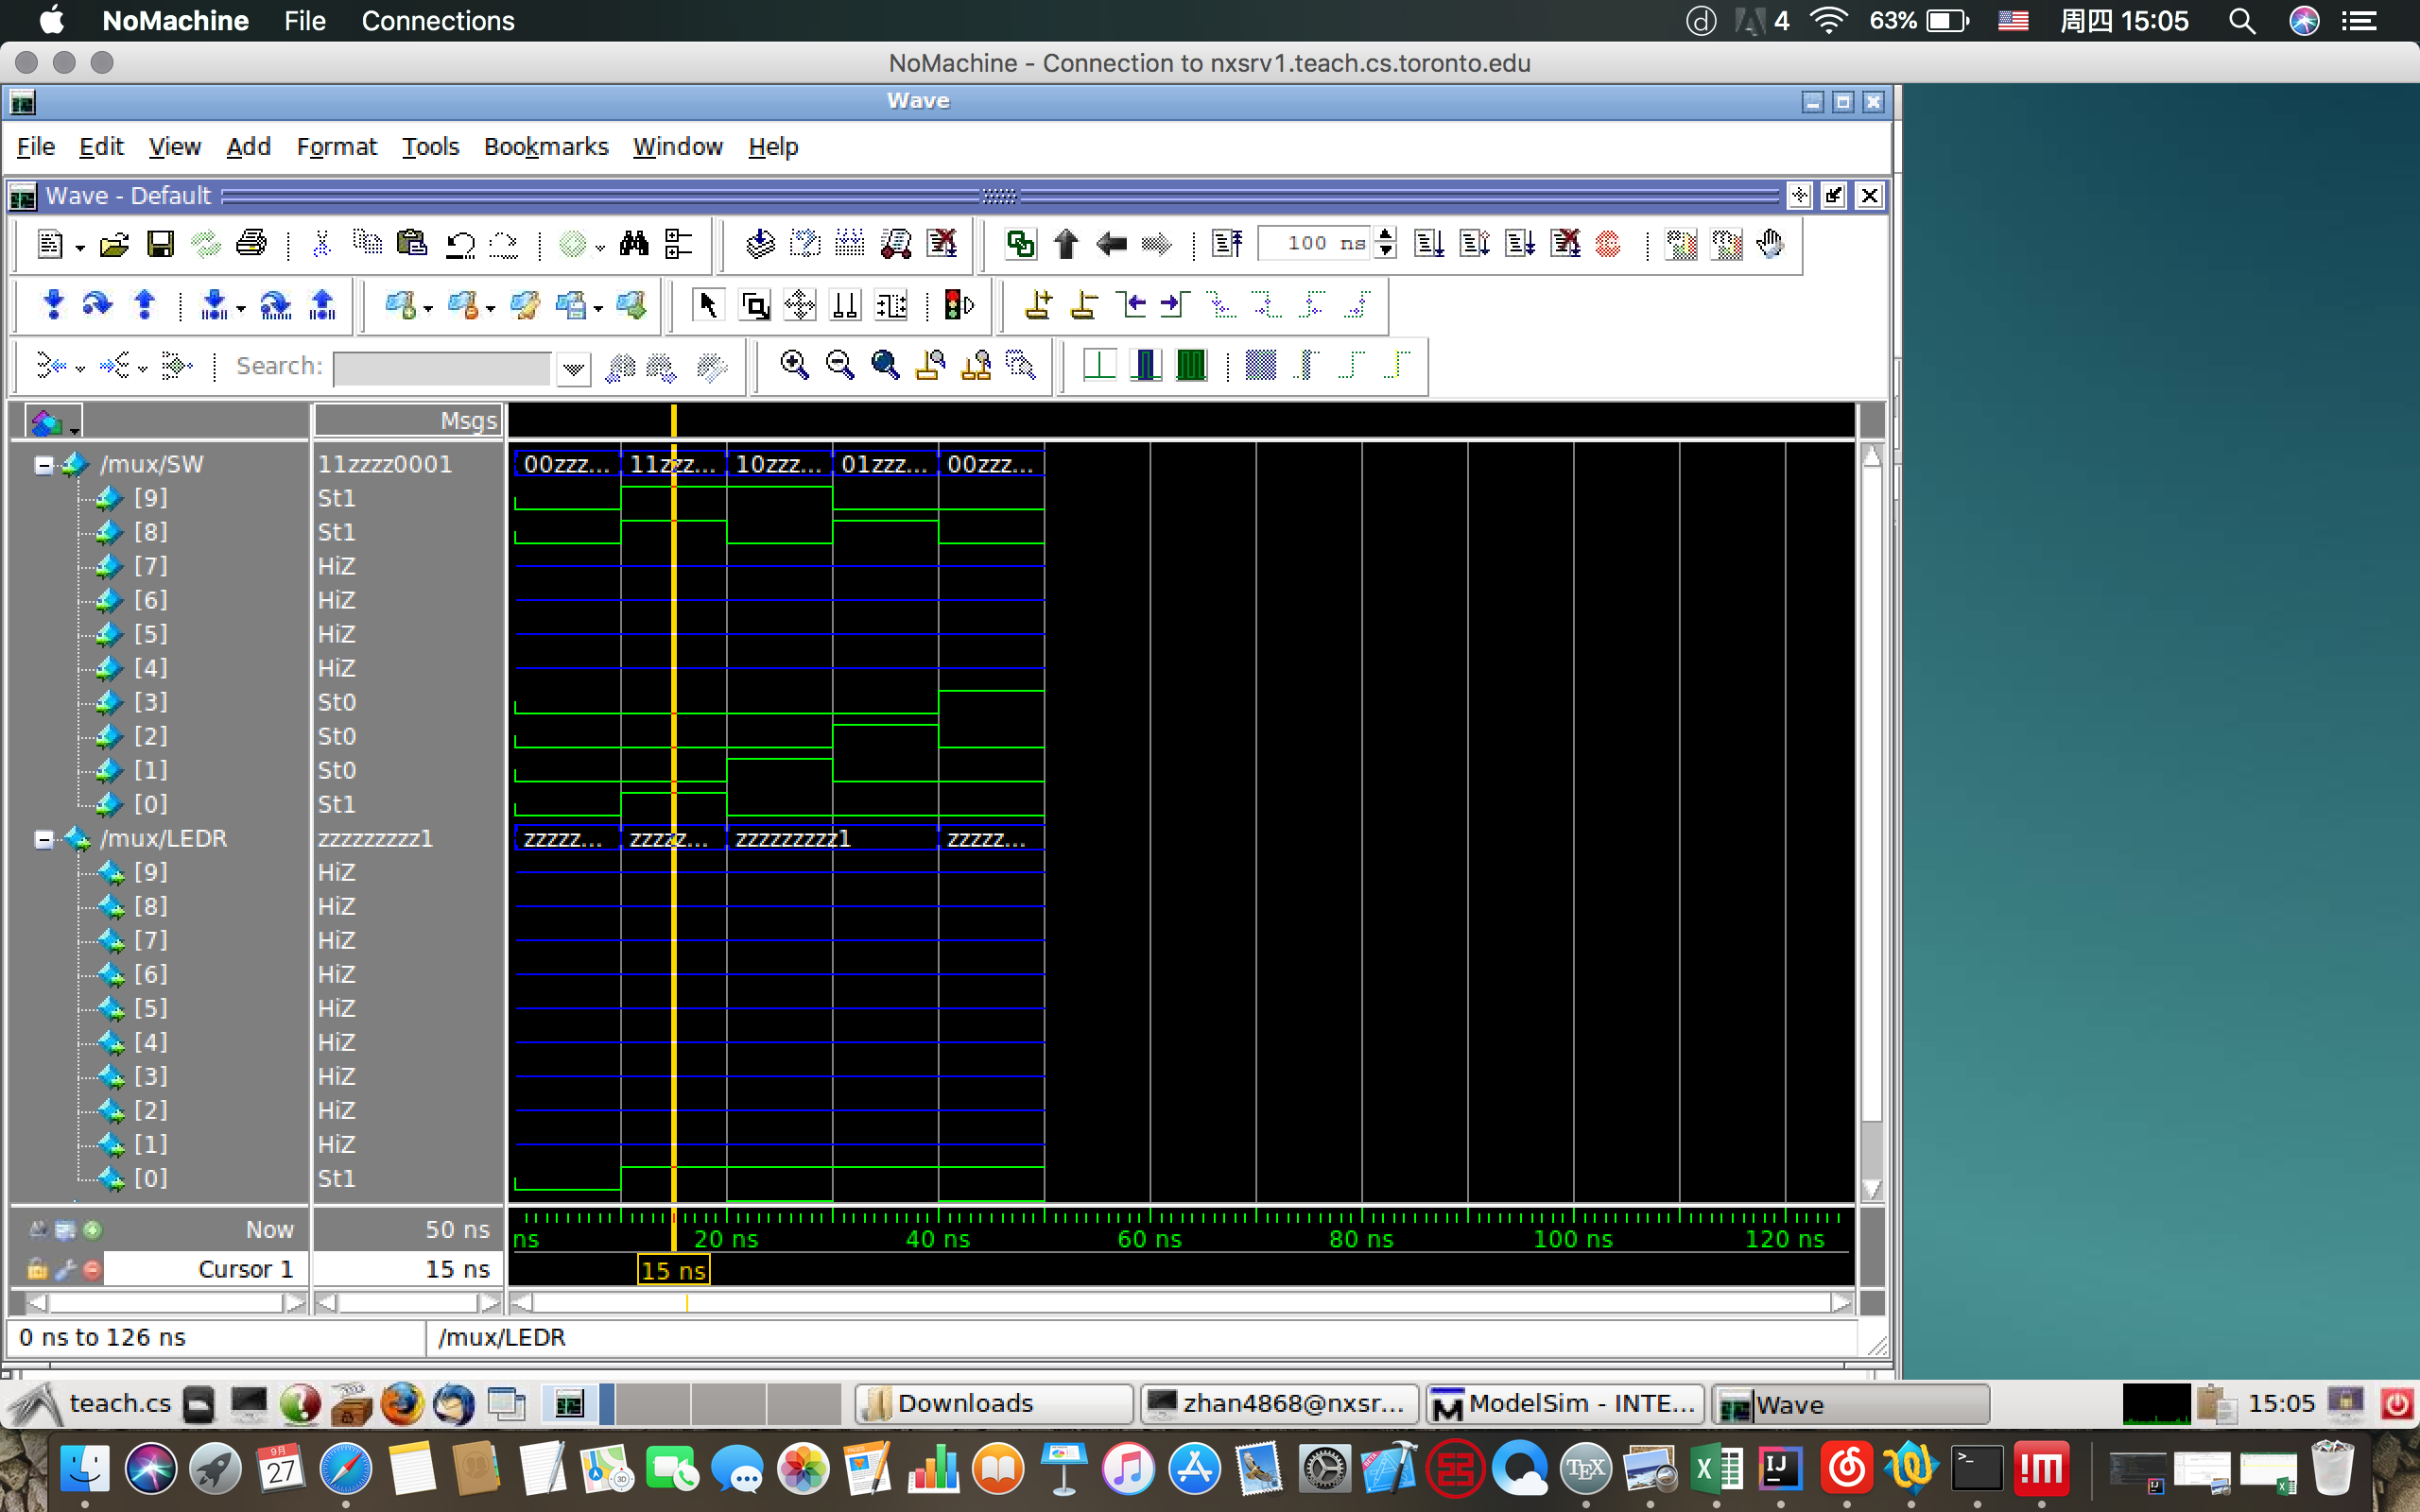 NoMachine File Connections 4 63% 周四 15:05
NoMachine - Connection to nxsrv1.teach.cs.toronto.edu
Wave
File Edit View Add Format Tools Bookmarks Window Help
Wave - Default
100 ns
Search:
Msgs
/mux/SW 11zzzz0001 00zzz... 11zzz... 10zzz... 01zzz... 00zzz...
[9] St1
[8] St1
[7] HiZ
[6] HiZ
[5] HiZ
[4] HiZ
[3] St0
[2] St0
[1] St0
[0] St1
/mux/LEDR zzzzzzzzz1 zzzzz... zzzzz... zzzzzzzzz1 zzzzz...
[9] HiZ
[8] HiZ
[7] HiZ
[6] HiZ
[5] HiZ
[4] HiZ
[3] HiZ
[2] HiZ
[1] HiZ
[0] St1
Now 50 ns ns 20 ns 40 ns 60 ns 80 ns 100 ns 120 ns
Cursor 1 15 ns 15 ns
0 ns to 126 ns /mux/LEDR
teach.cs Downloads zhan4868@nxsr... ModelSim - INTE... Wave 15:05
9月
27
PAGES
3D
TEX
IJ
!M